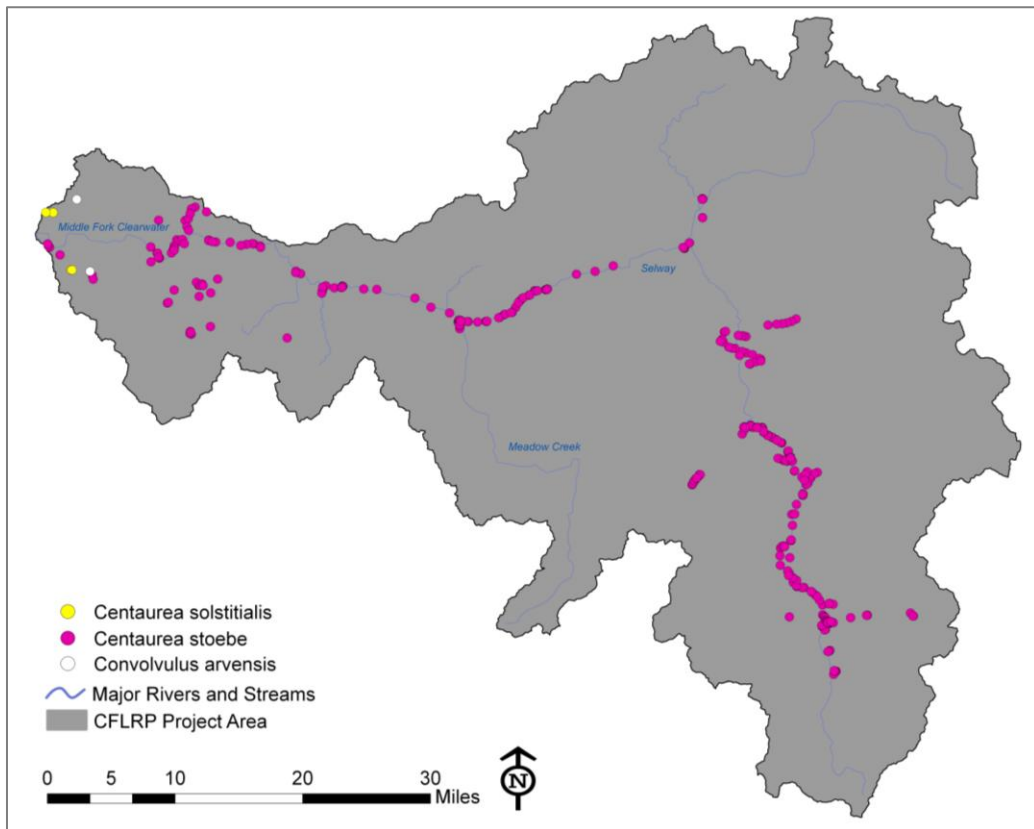 Middle Fork Clearwater
Selway
Meadow Creek
Centaurea solstitialis
Centaurea stoebe
Convolvulus arvensis
Major Rivers and Streams
CFLRP Project Area
0 5 10 20 30
Miles
N